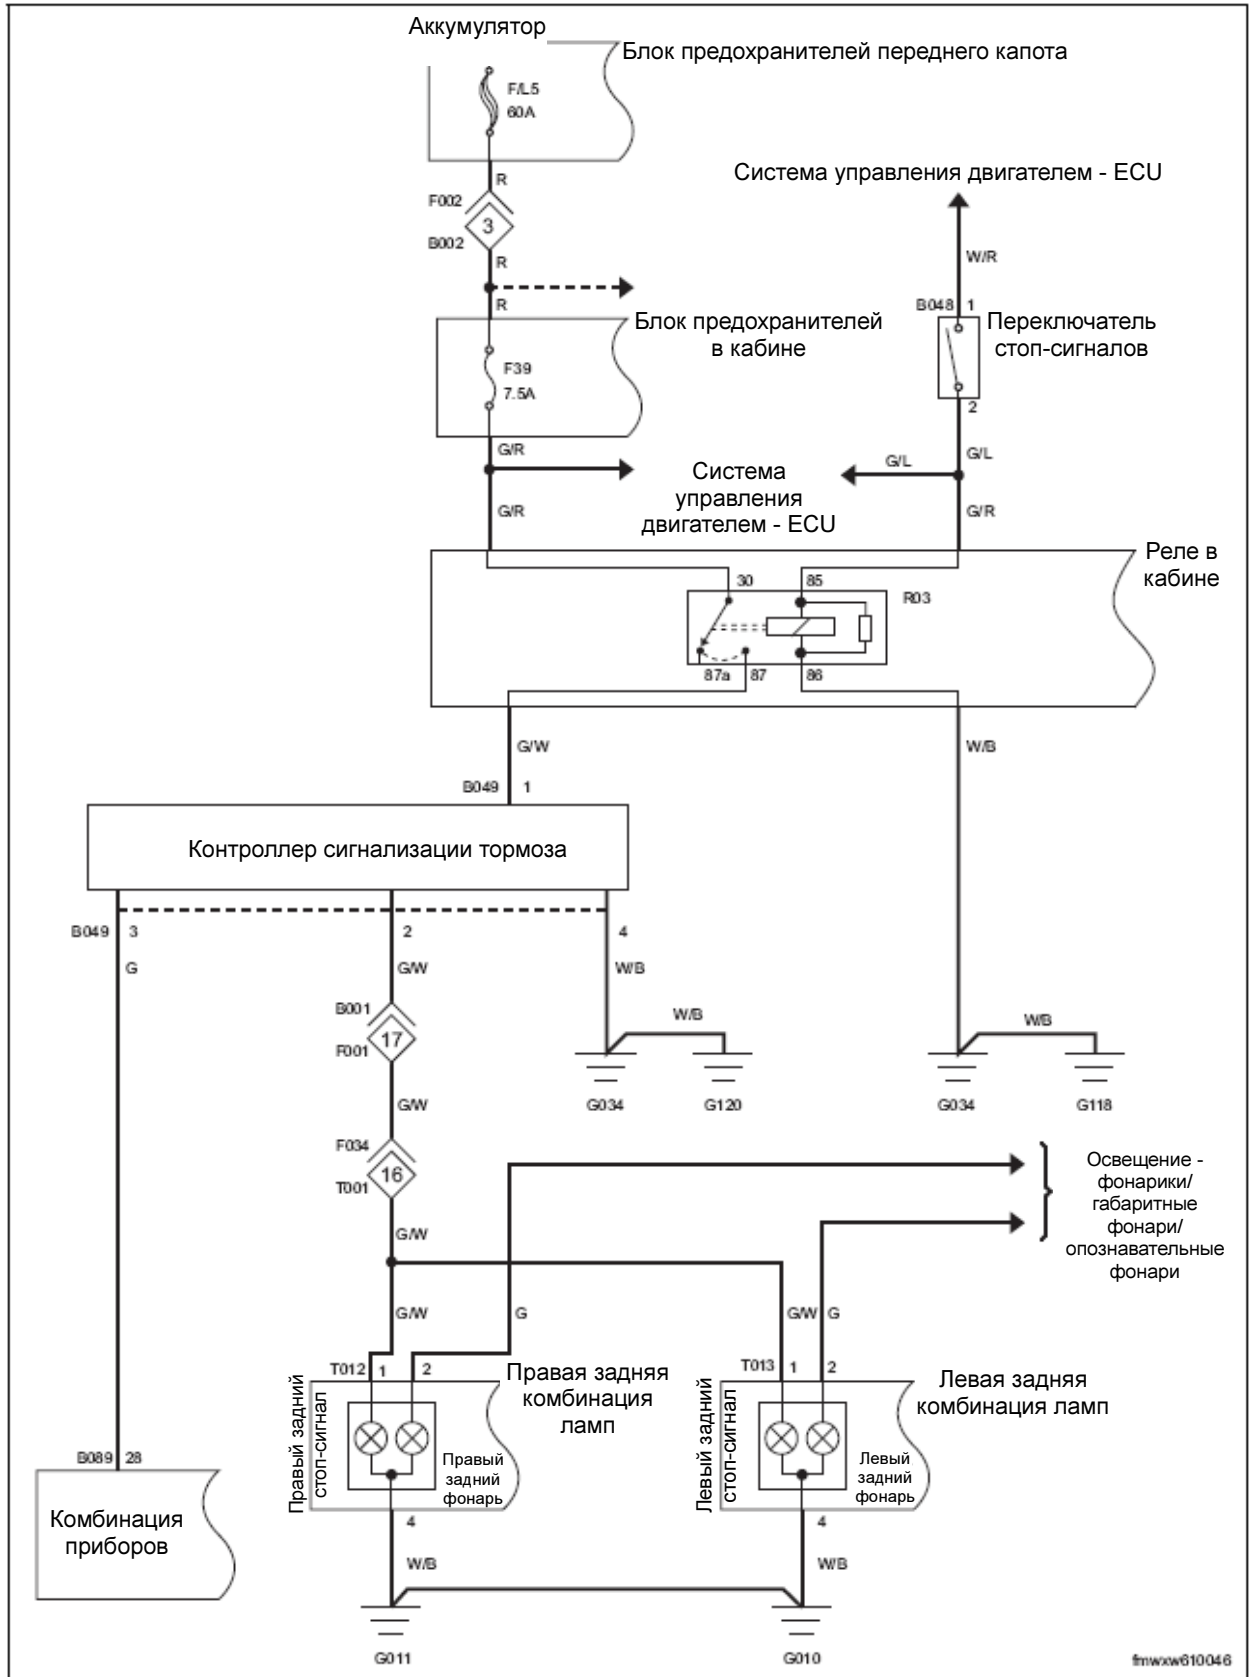 Аккумулятор
Блок предохранителей переднего капота
F/L5
60A
R
F002
3
B002
R
R
Система управления двигателем - ECU
W/R
B048 1
Переключатель
стоп-сигналов
2
Блок предохранителей
в кабине
F39
7.5A
G/R
G/R
Система
управления
двигателем - ECU
G/L
G/L
G/R
Реле в
кабине
30
85
R03
87a
87
86
G/W
W/B
B049 1
Контроллер сигнализации тормоза
B049 3
2
4
G
G/W
W/B
B001
17
F001
W/B
W/B
G034
G120
G034
G118
G/W
F034
16
T001
G/W
Освещение -
фонарики/
габаритные
фонари/
опознавательные
фонари
G/W
G
G/W
G
T012 1 2
Правая задняя
комбинация
ламп
T013 1 2
Левая задняя
комбинация ламп
Правый задний
стоп-сигнал
Правый
задний
фонарь
Левый задний
стоп-сигнал
Левый
задний
фонарь
B089 28
Комбинация
приборов
4
W/B
4
W/B
G011
G010
fmwxw610046